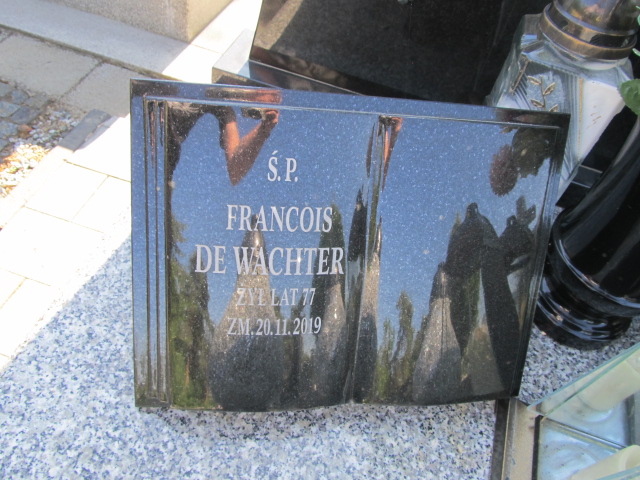 Ś.P.
FRANCOIS
DE WACHTER
ŻYŁ LAT 77
ZM.20.11.2019